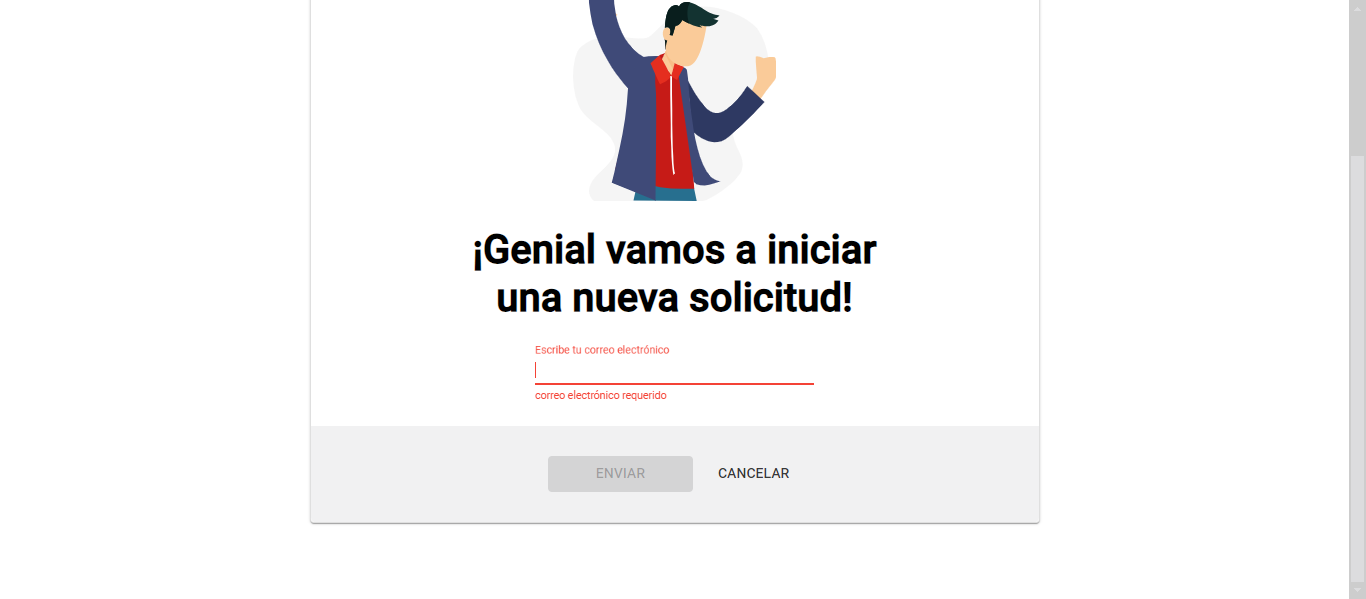 ¡Genial vamos a iniciar
una nueva solicitud!
Escribe tu correo electrónico
correo electrónico requerido
ENVIAR
CANCELAR